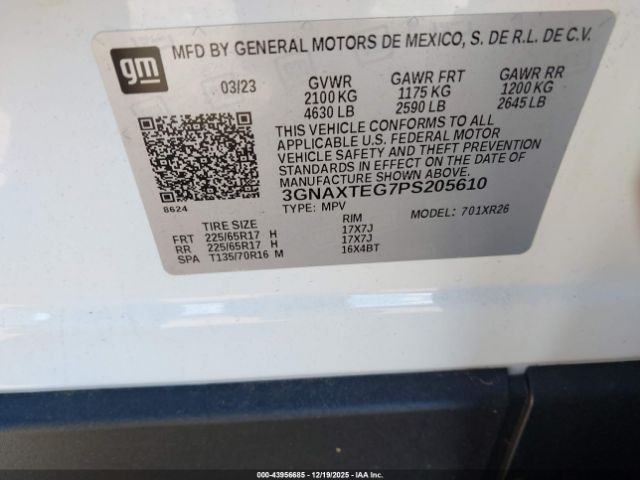 gm
MFD BY GENERAL MOTORS DE MEXICO, S. DE R.L. DE C.V.
03/23 GVWR GAWR FRT GAWR RR
2100 KG 1175 KG 1200 KG
4630 LB 2590 LB 2645 LB
THIS VEHICLE CONFORMS TO ALL
APPLICABLE U.S. FEDERAL MOTOR
VEHICLE SAFETY AND THEFT PREVENTION
STANDARDS IN EFFECT ON THE DATE OF
MANUFACTURE SHOWN ABOVE.
3GNAXTEG7PS205610
8624 TYPE: MPV MODEL: 701XR26
TIRE SIZE RIM
FRT 225/65R17 H 17X7J
RR 225/65R17 H 17X7J
SPA T135/70R16 M 16X4BT
000-43956685 - 12/19/2025 - IAAI, Inc.